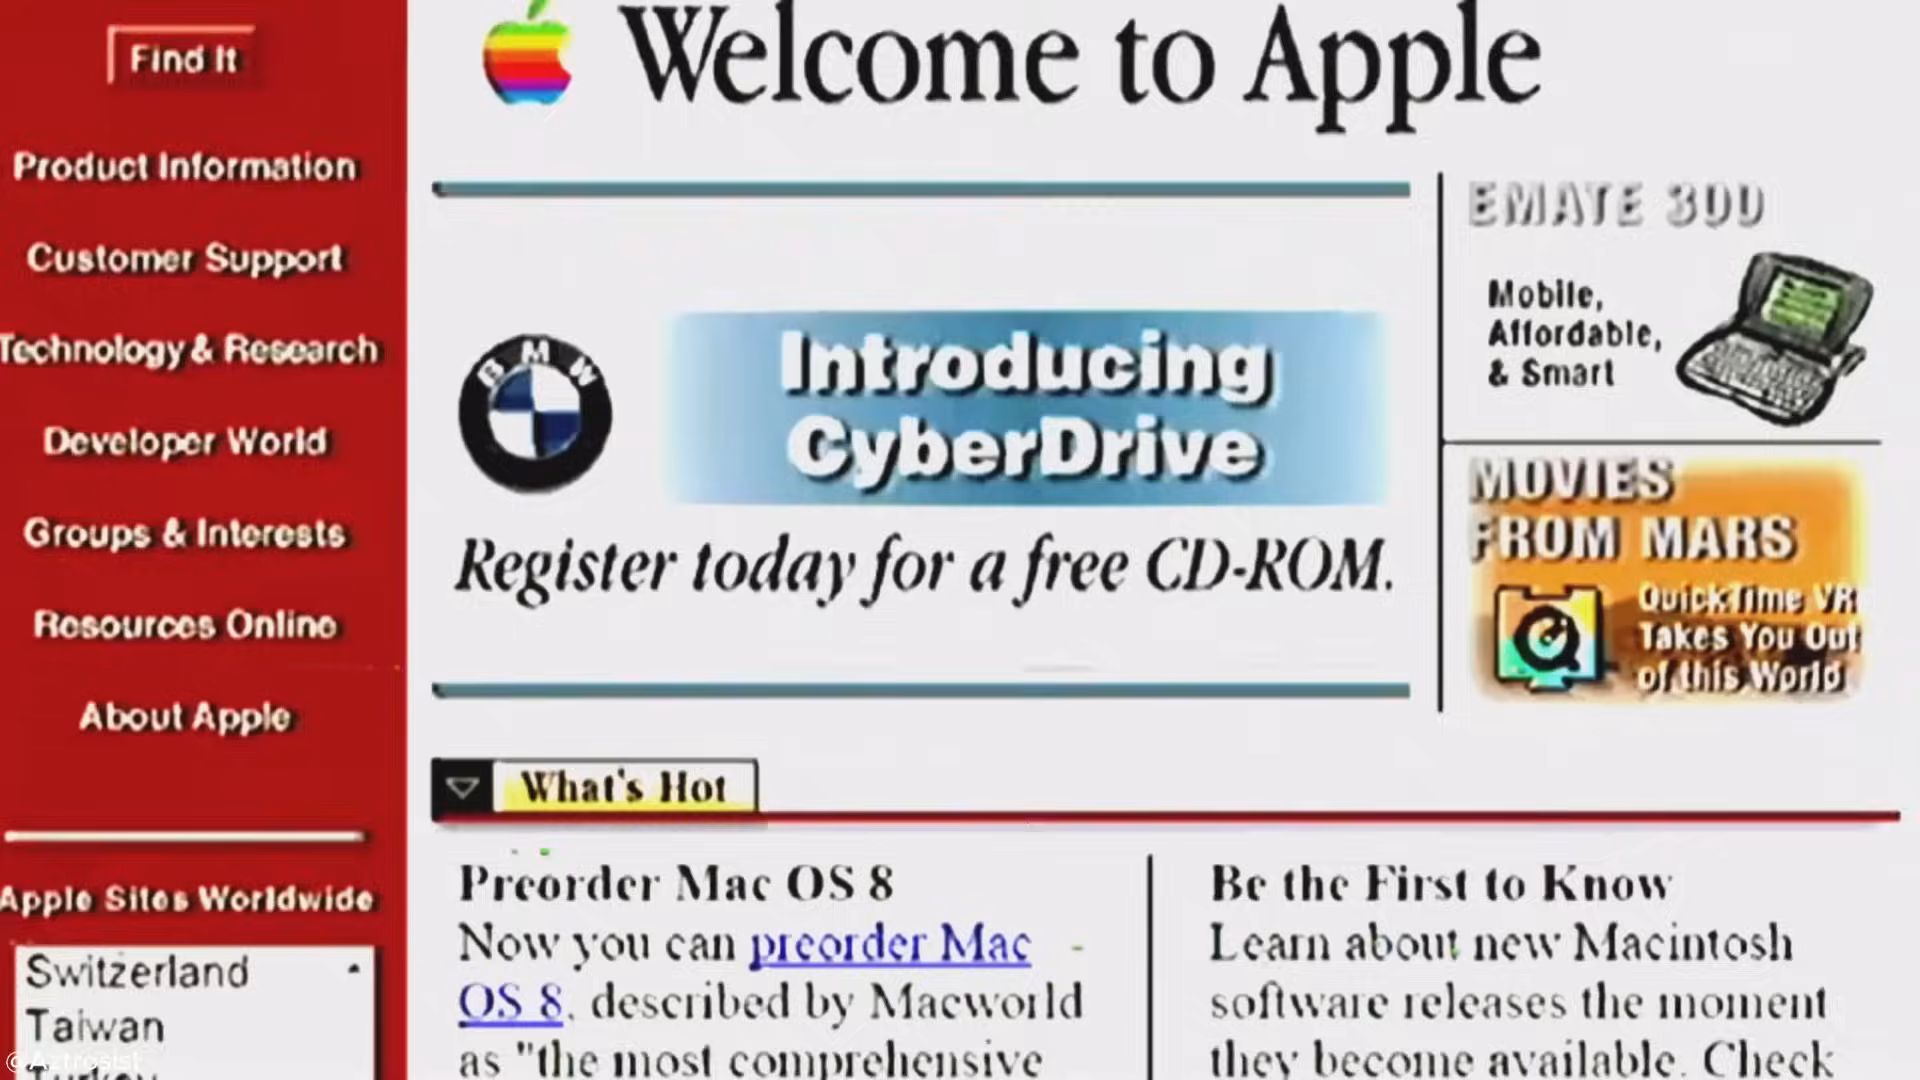 Find It
Product Information
Customer Support
Technology & Research
Developer World
Groups & Interests
Resources Online
About Apple
Apple Sites Worldwide
Switzerland
Taiwan
Turkey
@Aztrosist
Welcome to Apple
BMW
Introducing
CyberDrive
Register today for a free CD-ROM.
EMATE 300
Mobile,
Affordable,
& Smart
MOVIES
FROM MARS
QuickTime VR
Takes You Out
of this World
What's Hot
Preorder Mac OS 8
Now you can preorder Mac
OS 8, described by Macworld
as "the most comprehensive
Be the First to Know
Learn about new Macintosh
software releases the moment
they become available. Check